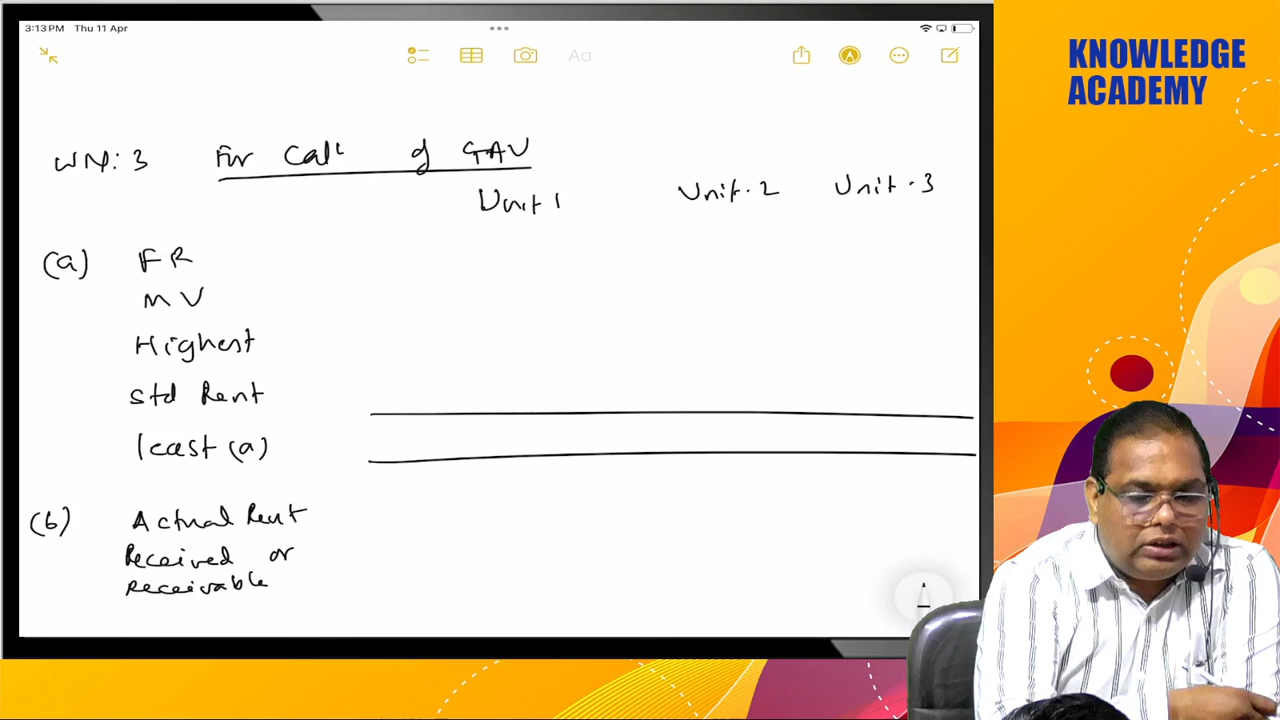 3:13 PM Thu 11 Apr
Aa
KNOWLEDGE
ACADEMY
WN: 3 For Calc of GAV
Unit 1 Unit. 2 Unit. 3
(a) FR
MV
Highest
Std Rent
least (a)
(b) Actual Rent
Received or
receivable